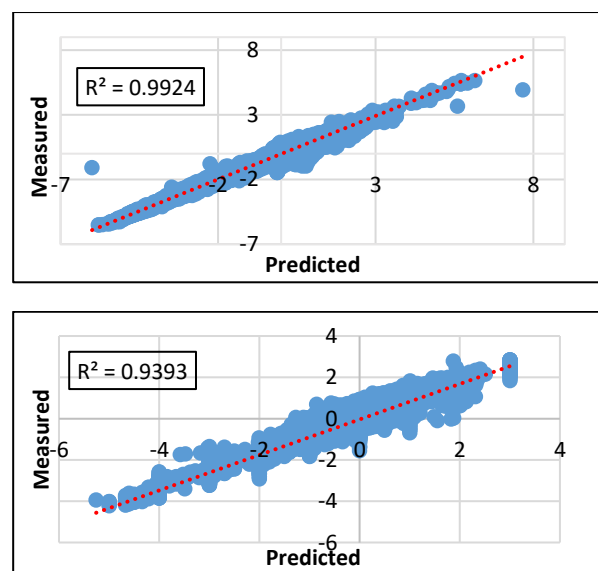 8
R² = 0.9924
3
Measured
-7 -2 3 8
-2
-7
Predicted
4
R² = 0.9393
2
Measured
0
-6 -4 -2 0 2 4
-2
-4
-6
Predicted